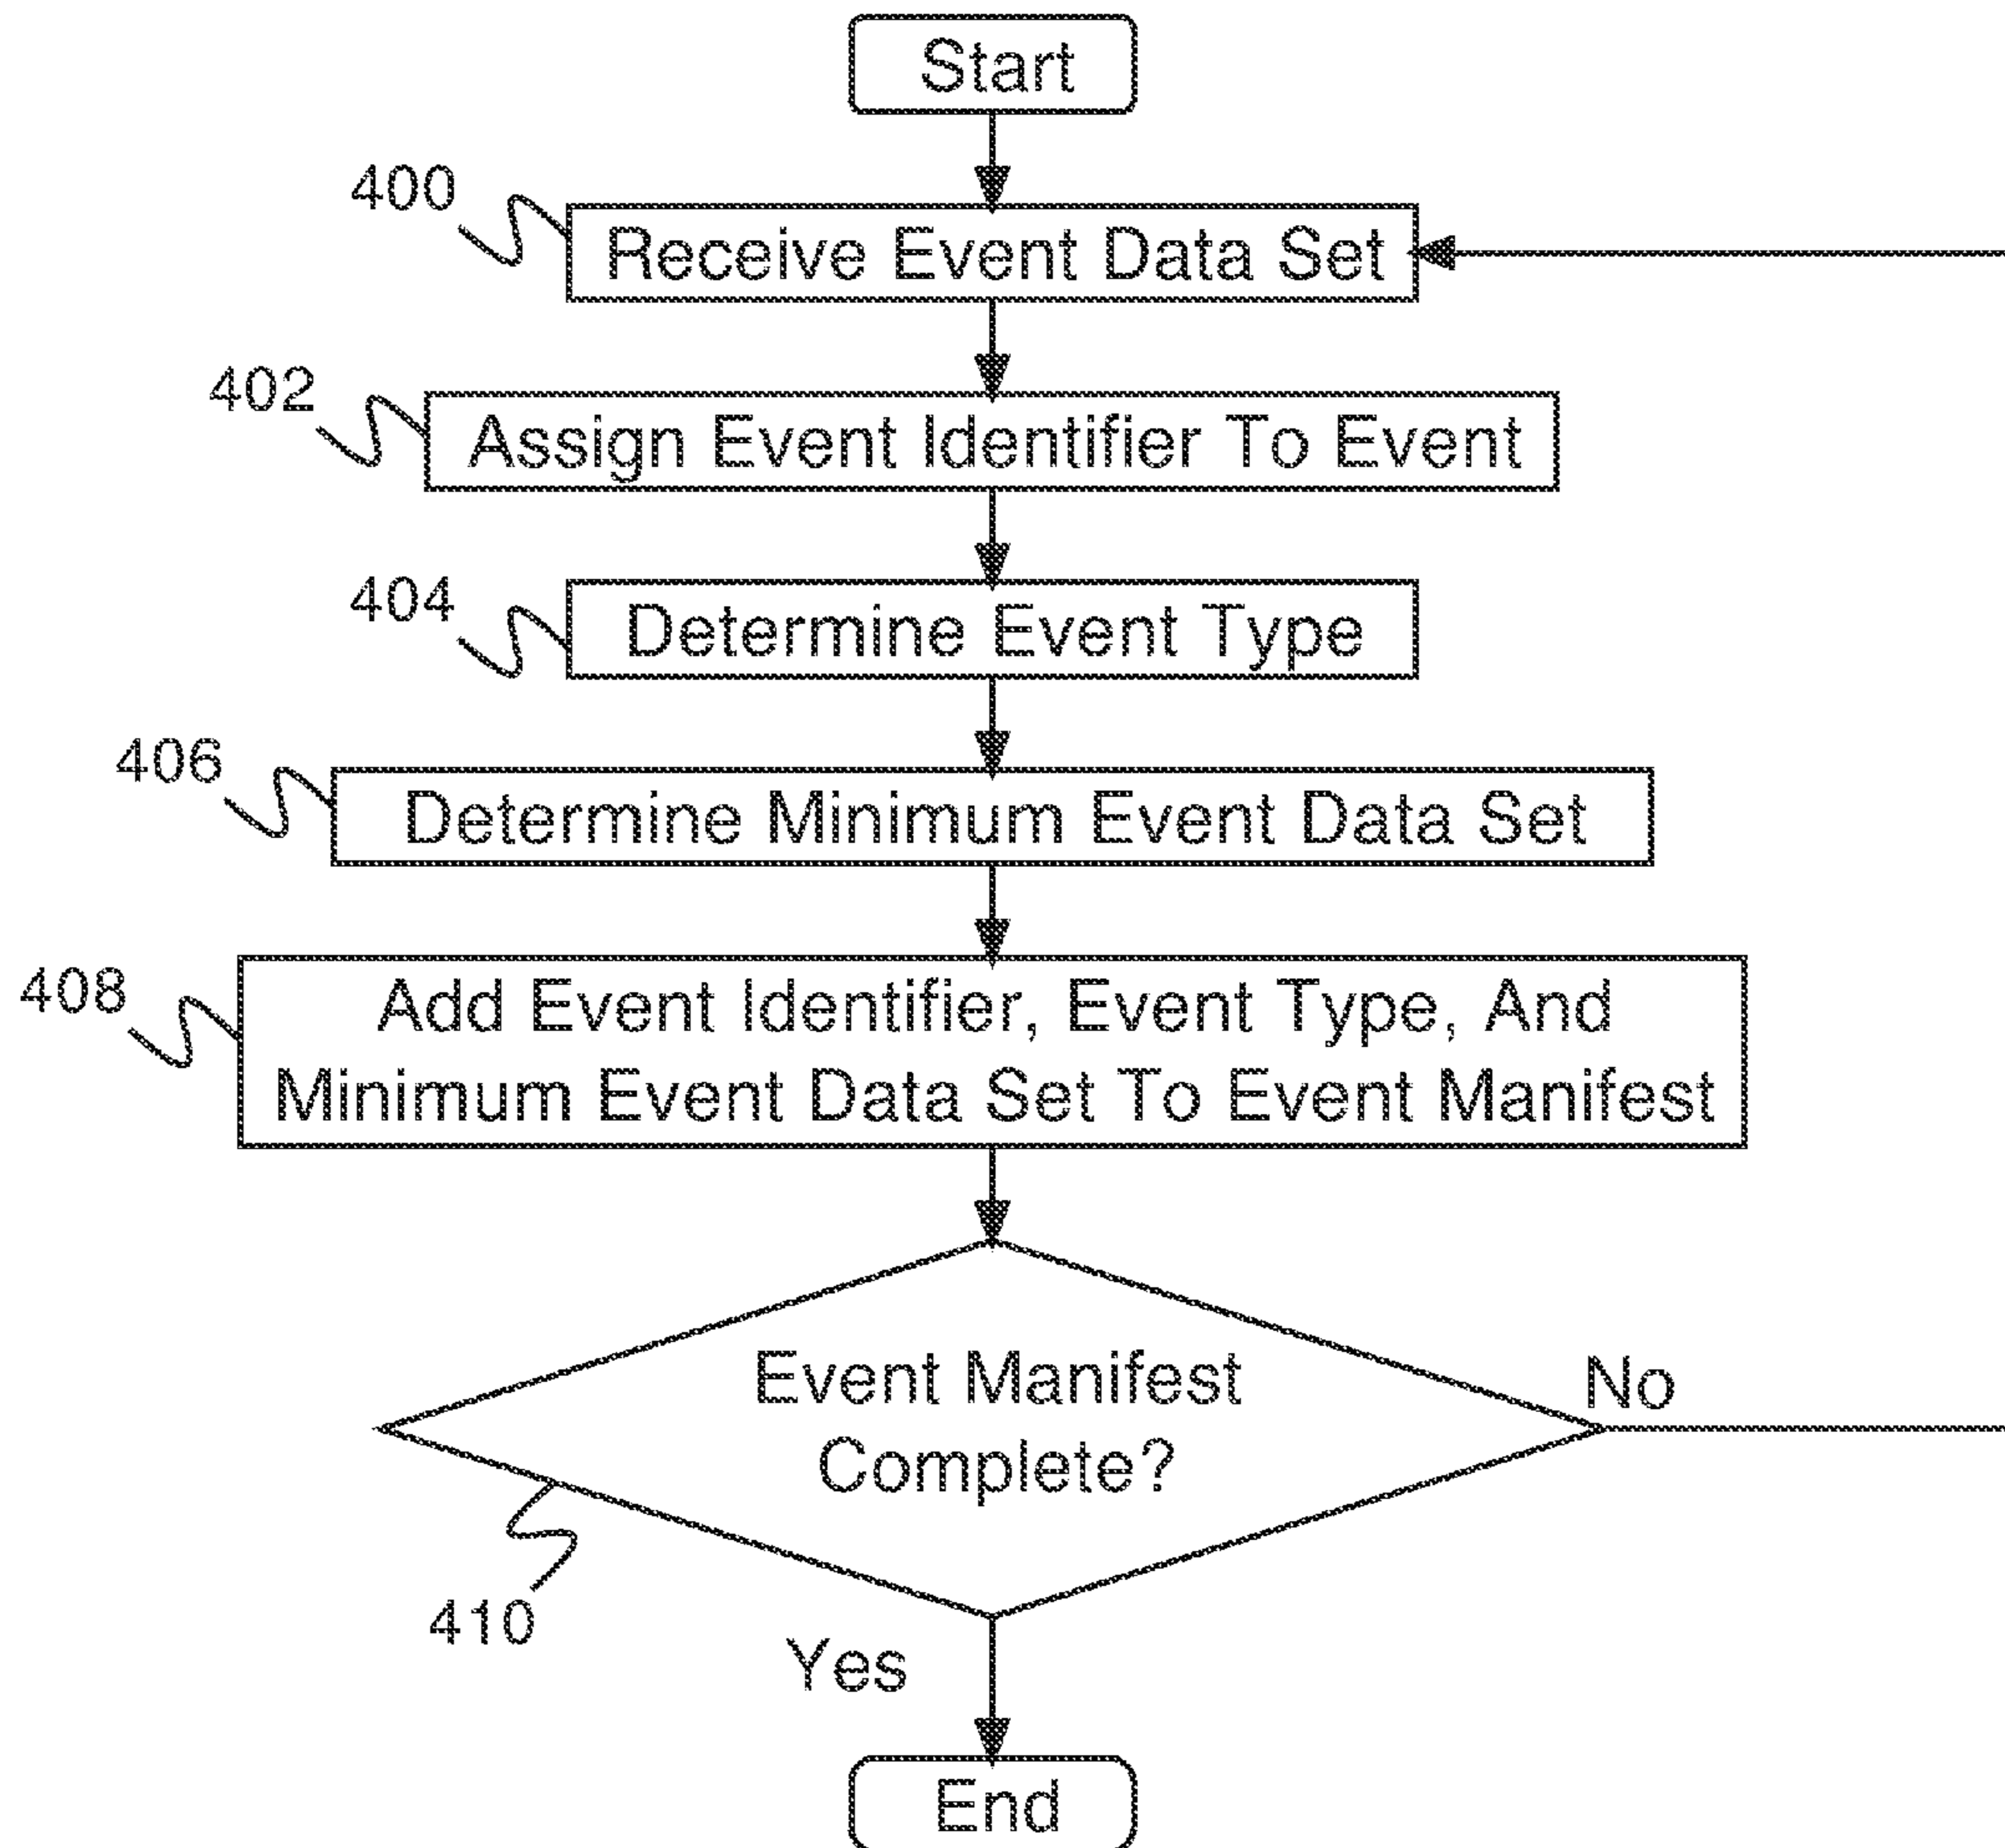 Start
400
Receive Event Data Set
402
Assign Event Identifier To Event
404
Determine Event Type
406
Determine Minimum Event Data Set
408
Add Event Identifier, Event Type, And
Minimum Event Data Set To Event Manifest
Event Manifest
Complete?
No
410
Yes
End